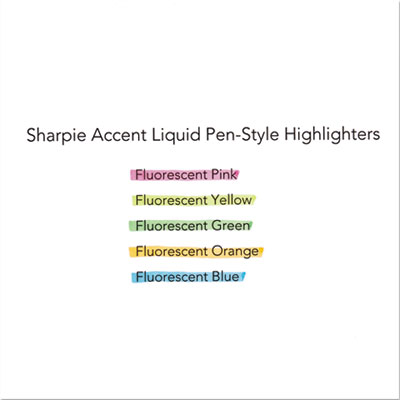 Sharpie Accent Liquid Pen-Style Highlighters
Fluorescent Pink
Fluorescent Yellow
Fluorescent Green
Fluorescent Orange
Fluorescent Blue